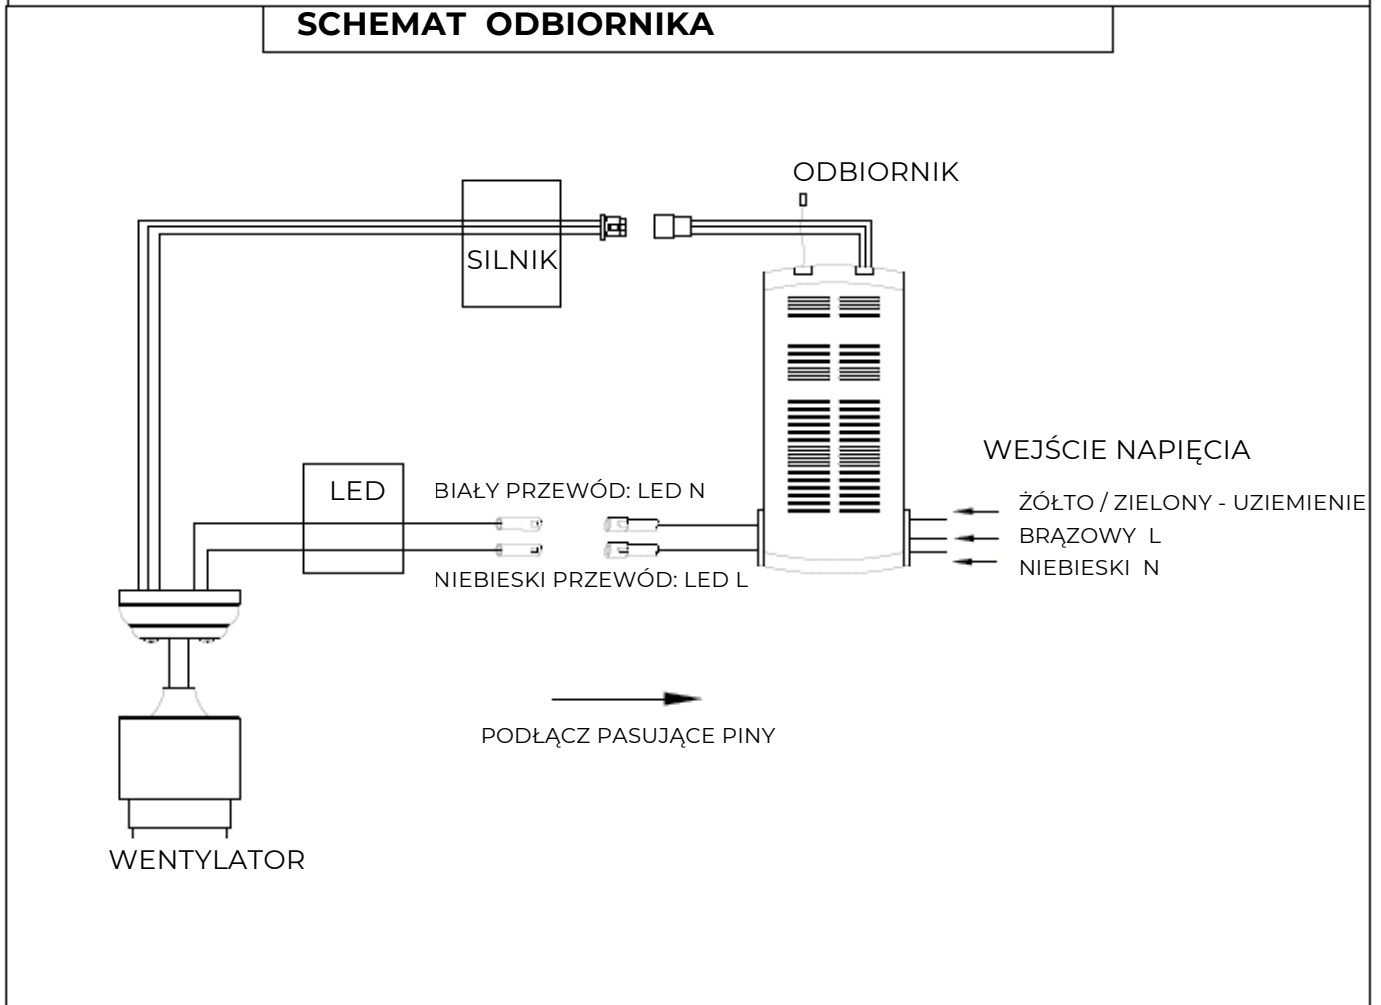 SCHEMAT ODBIORNIKA
ODBIORNIK
SILNIK
WEJŚCIE NAPIĘCIA
LED
BIAŁY PRZEWÓD: LED N
ŻÓŁTO / ZIELONY - UZIEMIENIE
BRĄZOWY L
NIEBIESKI N
NIEBIESKI PRZEWÓD: LED L
PODŁĄCZ PASUJĄCE PINY
WENTYLATOR